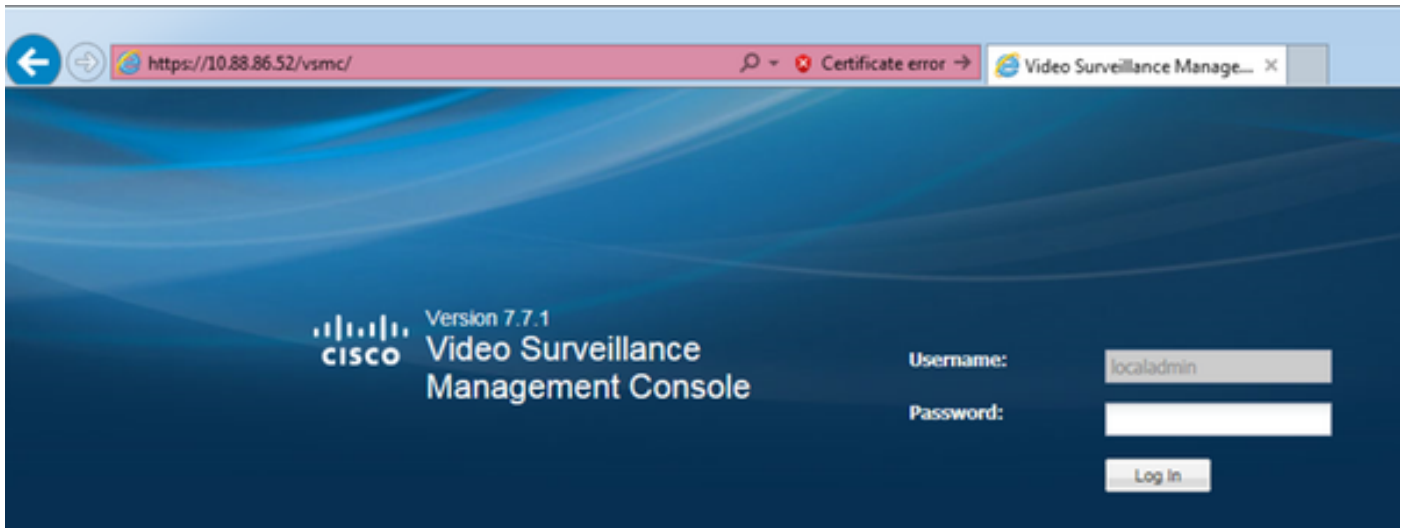 https://10.88.86.52/vsmc/
Certificate error
Video Surveillance Manage...
Version 7.7.1
CISCO
Video Surveillance
Management Console
Username:
localadmin
Password:
Log In